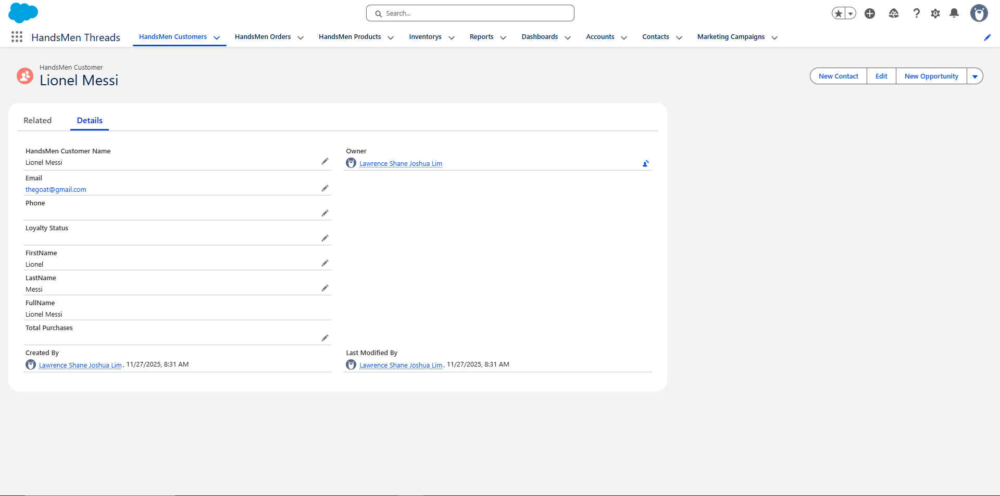 Search...
HandsMen Threads HandsMen Customers HandsMen Orders HandsMen Products Inventorys Reports Dashboards Accounts Contacts Marketing Campaigns
HandsMen Customer
Lionel Messi
New Contact Edit New Opportunity
Related Details
HandsMen Customer Name
Lionel Messi
Owner
Lawrence Shane Joshua Lim
Email
thegoat@gmail.com
Phone
Loyalty Status
FirstName
Lionel
LastName
Messi
FullName
Lionel Messi
Total Purchases
Created By
Lawrence Shane Joshua Lim, 11/27/2025, 8:31 AM
Last Modified By
Lawrence Shane Joshua Lim, 11/27/2025, 8:31 AM